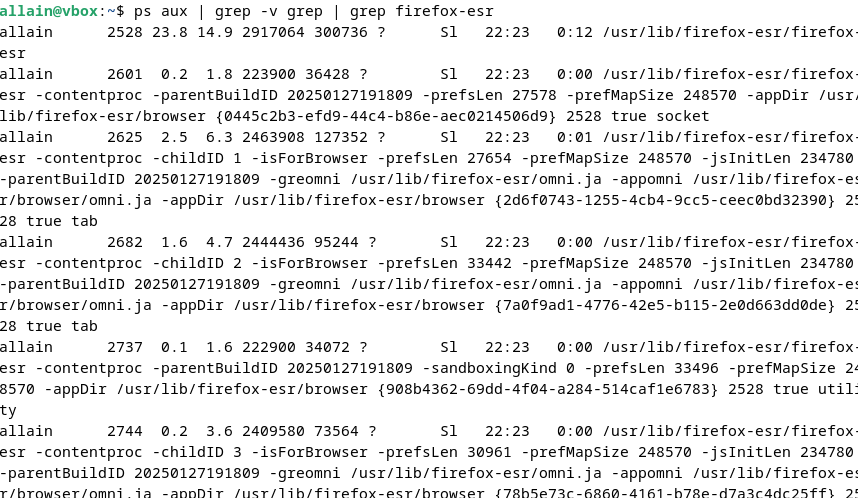 allain@vbox:~$ ps aux | grep -v grep | grep firefox-esr
allain      2528 23.8 14.9 2917064 300736 ?       Sl   22:23   0:12 /usr/lib/firefox-esr/firefox-
esr
allain      2601  0.2  1.8 223900 36428 ?         Sl   22:23   0:00 /usr/lib/firefox-esr/firefox-
esr -contentproc -parentBuildID 20250127191809 -prefsLen 27578 -prefMapSize 248570 -appDir /usr/
lib/firefox-esr/browser {0445c2b3-efd9-44c4-b86e-aec0214506d9} 2528 true socket
allain      2625  2.5  6.3 2463908 127352 ?       Sl   22:23   0:01 /usr/lib/firefox-esr/firefox-
esr -contentproc -childID 1 -isForBrowser -prefsLen 27654 -prefMapSize 248570 -jsInitLen 234780
-parentBuildID 20250127191809 -greomni /usr/lib/firefox-esr/omni.ja -appomni /usr/lib/firefox-es
r/browser/omni.ja -appDir /usr/lib/firefox-esr/browser {2d6f0743-1255-4cb4-9cc5-ceec0bd32390} 25
28 true tab
allain      2682  1.6  4.7 2444436 95244 ?        Sl   22:23   0:00 /usr/lib/firefox-esr/firefox-
esr -contentproc -childID 2 -isForBrowser -prefsLen 33442 -prefMapSize 248570 -jsInitLen 234780
-parentBuildID 20250127191809 -greomni /usr/lib/firefox-esr/omni.ja -appomni /usr/lib/firefox-es
r/browser/omni.ja -appDir /usr/lib/firefox-esr/browser {7a0f9ad1-4776-42e5-b115-2e0d663dd0de} 25
28 true tab
allain      2737  0.1  1.6 222900 34072 ?         Sl   22:23   0:00 /usr/lib/firefox-esr/firefox-
esr -contentproc -parentBuildID 20250127191809 -sandboxingKind 0 -prefsLen 33496 -prefMapSize 24
8570 -appDir /usr/lib/firefox-esr/browser {908b4362-69dd-4f04-a284-514caf1e6783} 2528 true utili
ty
allain      2744  0.2  3.6 2409580 73564 ?        Sl   22:23   0:00 /usr/lib/firefox-esr/firefox-
esr -contentproc -childID 3 -isForBrowser -prefsLen 30961 -prefMapSize 248570 -jsInitLen 234780
-parentBuildID 20250127191809 -greomni /usr/lib/firefox-esr/omni.ja -appomni /usr/lib/firefox-es
r/browser/omni.ja -appDir /usr/lib/firefox-esr/browser {78b5e73c-6860-4161-b78e-d7a3c4dc25ff} 25